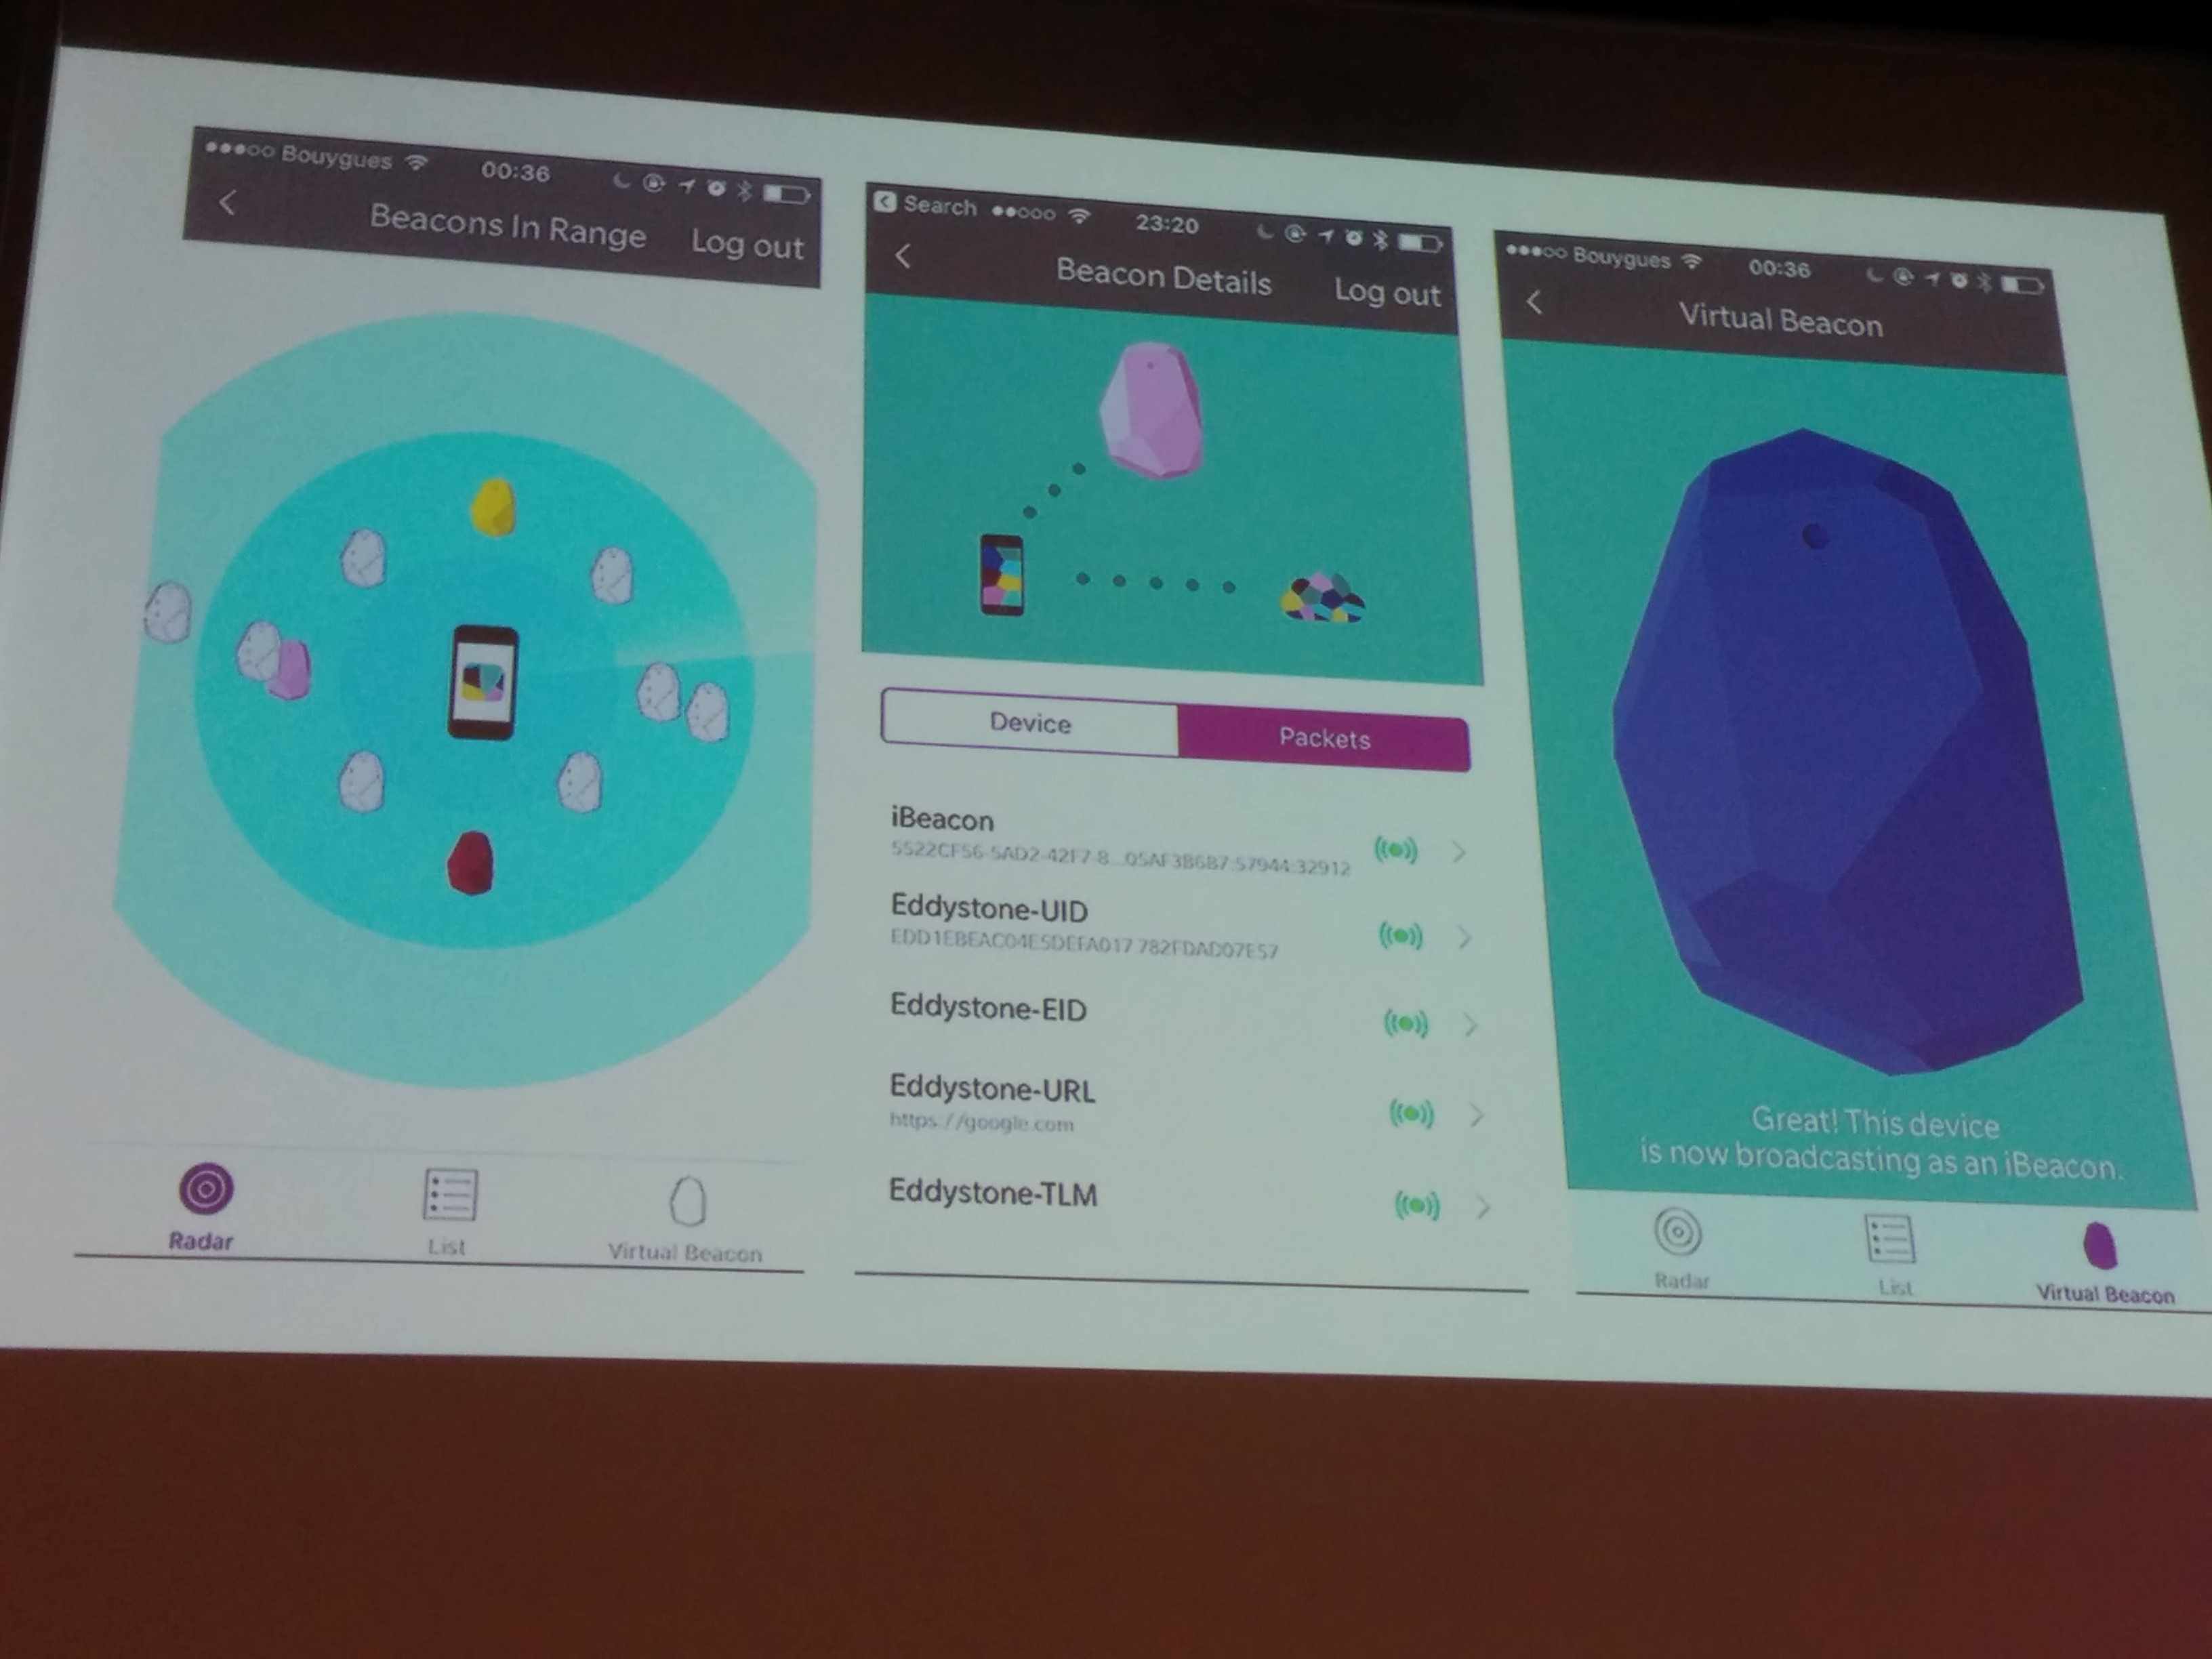 Bouygues 00:36
Beacons In Range Log out
Radar List Virtual Beacon
Search 23:20
Beacon Details Log out
Device Packets
iBeacon
5522CF56-5AD2-42F7-8...05AF3B6B7:57944:32912
Eddystone-UID
EDD1EBEAC04E5DEFA017 782FDAD07E57
Eddystone-EID
Eddystone-URL
https://google.com
Eddystone-TLM
Bouygues 00:36
Virtual Beacon
Great! This device
is now broadcasting as an iBeacon.
Radar List Virtual Beacon